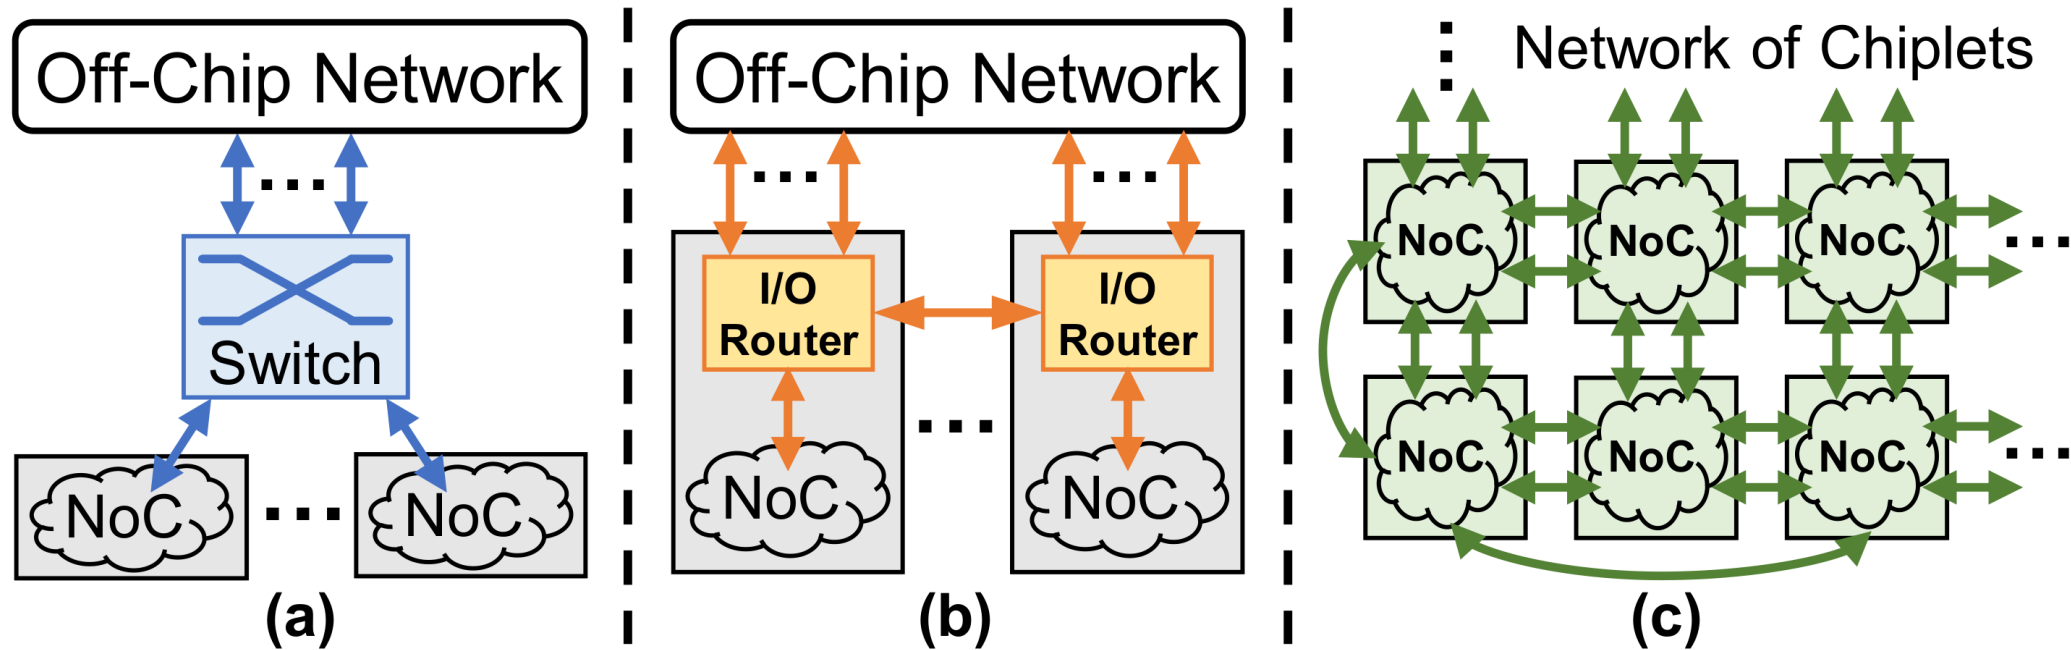 Off-Chip Network
...
Switch
NoC
...
NoC
(a)
Off-Chip Network
...
...
I/O
Router
I/O
Router
...
NoC
NoC
(b)
Network of Chiplets
NoC
NoC
NoC
...
NoC
NoC
NoC
...
(c)